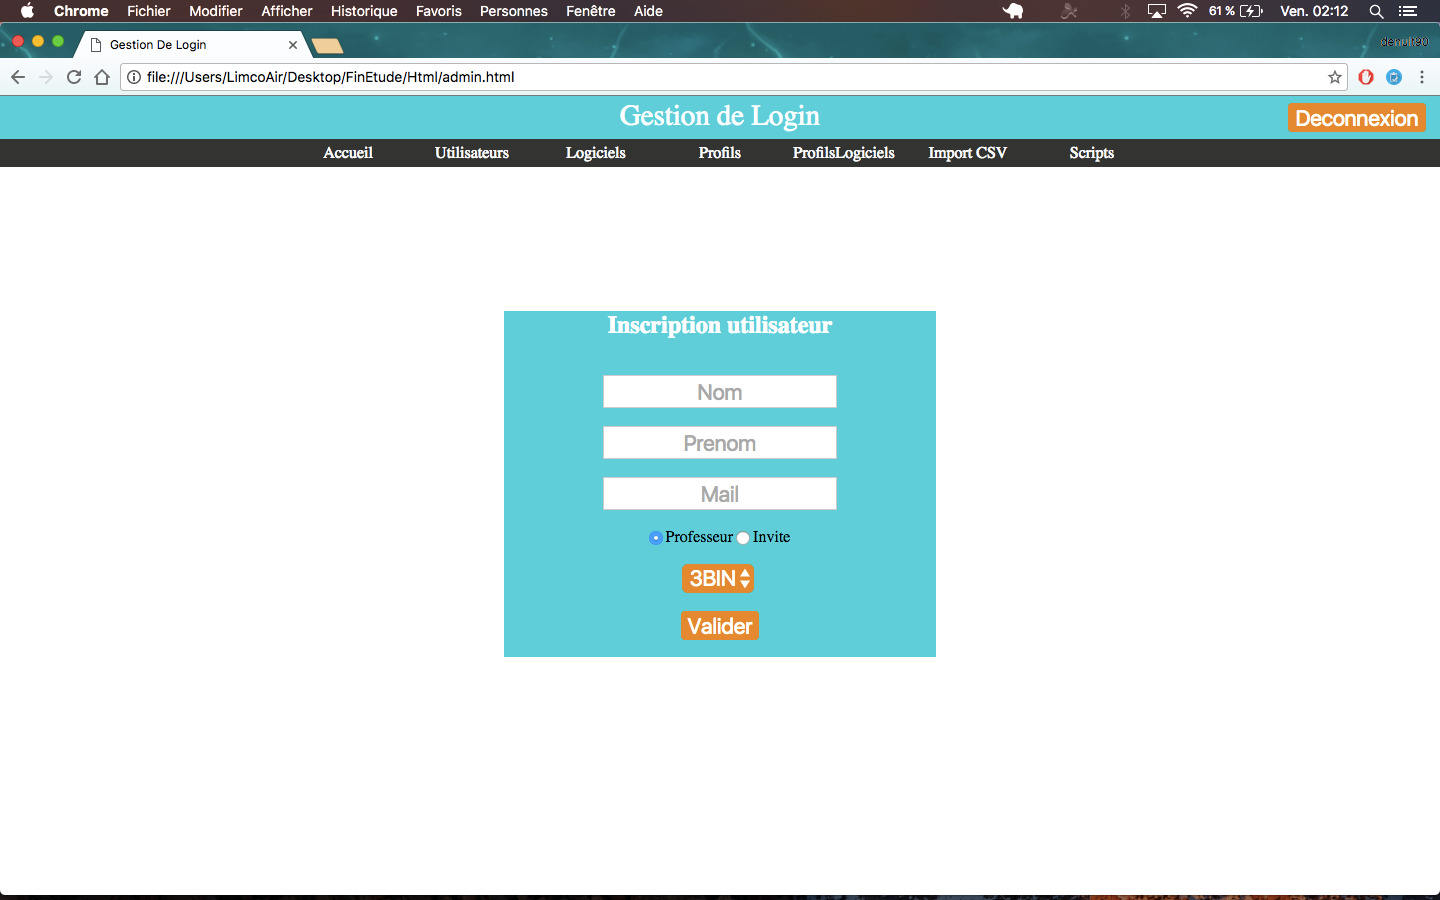 Chrome Fichier Modifier Afficher Historique Favoris Personnes Fenêtre Aide 61 % Ven. 02:12
Gestion De Login
file:///Users/LimcoAir/Desktop/FinEtude/Html/admin.html
Gestion de Login
Deconnexion
Accueil Utilisateurs Logiciels Profils ProfilsLogiciels Import CSV Scripts
Inscription utilisateur
Nom
Prenom
Mail
Professeur Invite
3BIN
Valider